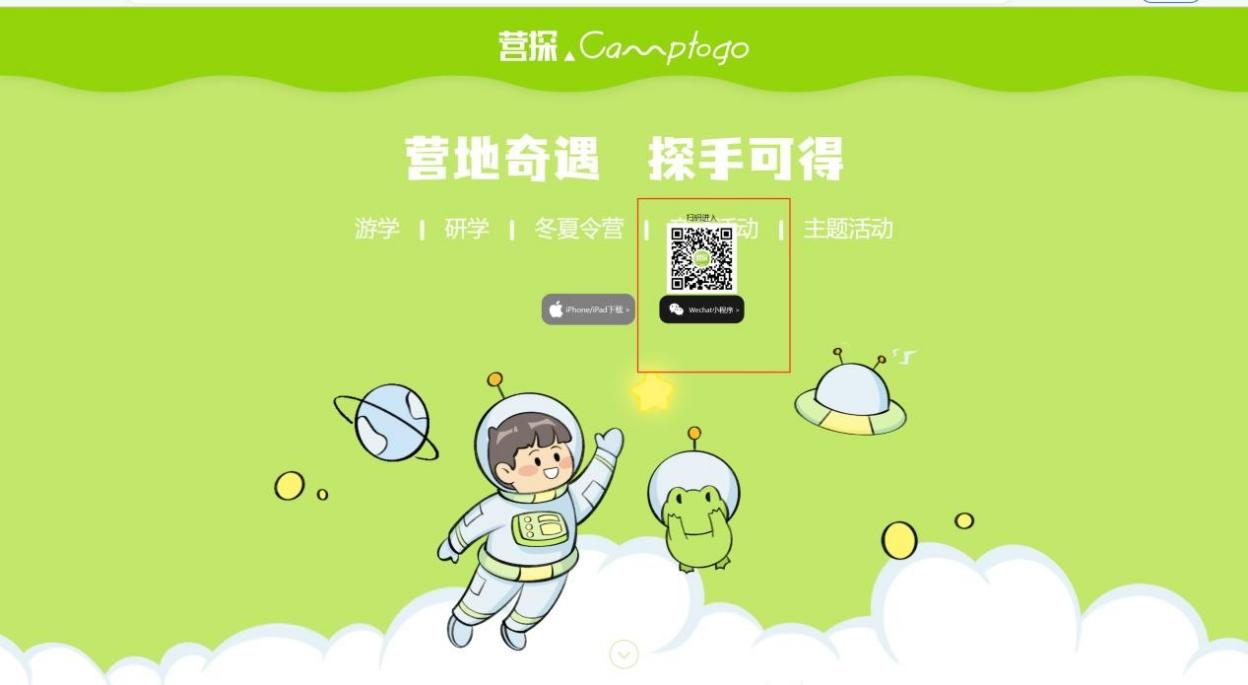 营探 Camptogo
营地奇遇 探手可得
游学 | 研学 | 冬夏令营 | 活动 | 主题活动
扫码进入
iPhone/iPad下载 >
Wechat小程序 >